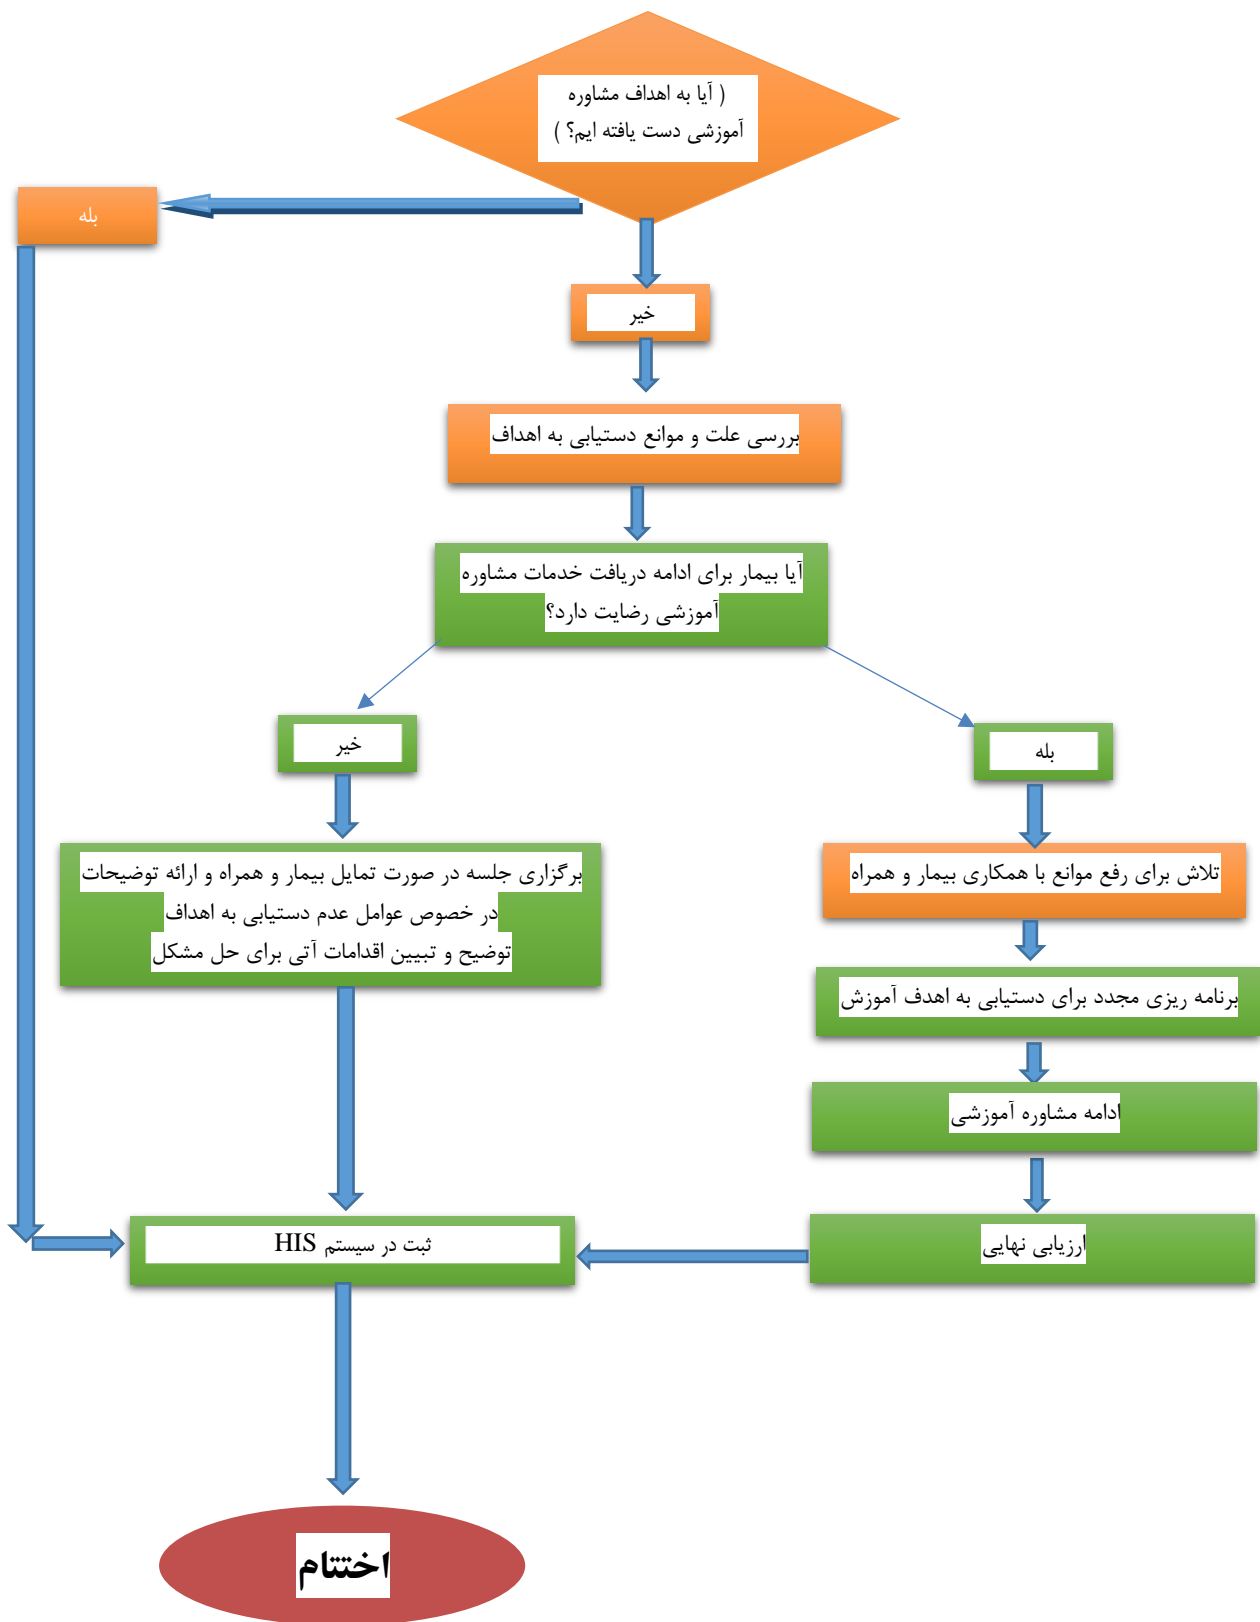 ( آیا به اهداف مشاوره
آموزشی دست یافته ایم؟ )
بله
خیر
بررسی علت و موانع دستیابی به اهداف
آیا بیمار برای ادامه دریافت خدمات مشاوره
آموزشی رضایت دارد؟
خیر
بله
برگزاری جلسه در صورت تمایل بیمار و همراه و ارائه توضیحات
در خصوص عوامل عدم دستیابی به اهداف
توضیح و تبیین اقدامات آتی برای حل مشکل
تلاش برای رفع موانع با همکاری بیمار و همراه
برنامه ریزی مجدد برای دستیابی به اهدف آموزش
ادامه مشاوره آموزشی
ارزیابی نهایی
ثبت در سیستم HIS
اختتام